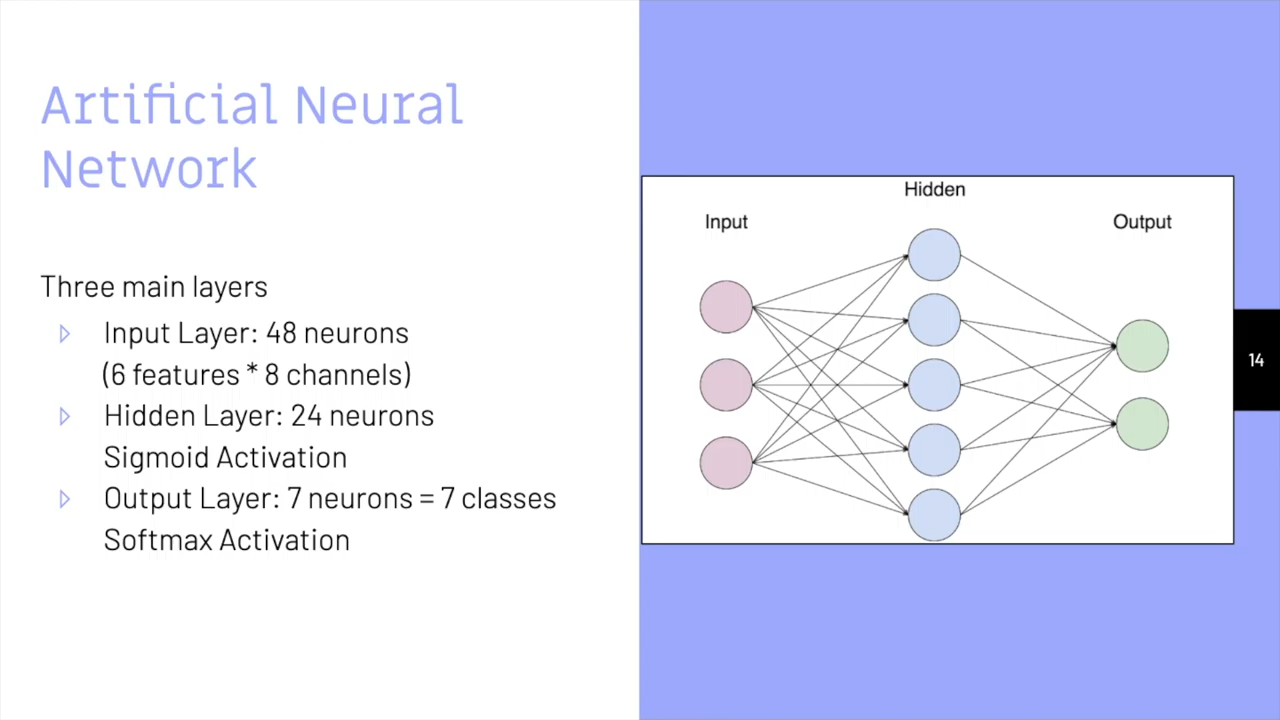 Artificial Neural
Network
Three main layers
Input Layer: 48 neurons
(6 features * 8 channels)
Hidden Layer: 24 neurons
Sigmoid Activation
Output Layer: 7 neurons = 7 classes
Softmax Activation
Hidden
Input
Output
14